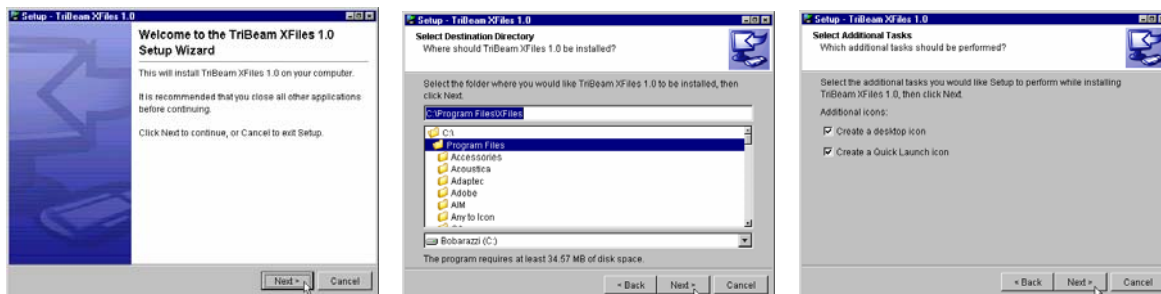 Setup - TriBeam XFiles 1.0
Welcome to the TriBeam XFiles 1.0
Setup Wizard
This will install TriBeam XFiles 1.0 on your computer.
It is recommended that you close all other applications
before continuing.
Click Next to continue, or Cancel to exit Setup.
Next >
Cancel
Setup - TriBeam XFiles 1.0
Select Destination Directory
Where should TriBeam XFiles 1.0 be installed?
Select the folder where you would like TriBeam XFiles 1.0 to be installed, then
click Next.
C:\Program Files\XFiles
C:\
Program Files
Accessories
Acoustica
Adaptec
Adobe
AIM
Any to Icon
Bobarazzi (C:)
The program requires at least 34.57 MB of disk space.
< Back
Next >
Cancel
Setup - TriBeam XFiles 1.0
Select Additional Tasks
Which additional tasks should be performed?
Select the additional tasks you would like Setup to perform while installing
TriBeam XFiles 1.0, then click Next.
Additional icons:
Create a desktop icon
Create a Quick Launch icon
< Back
Next >
Cancel